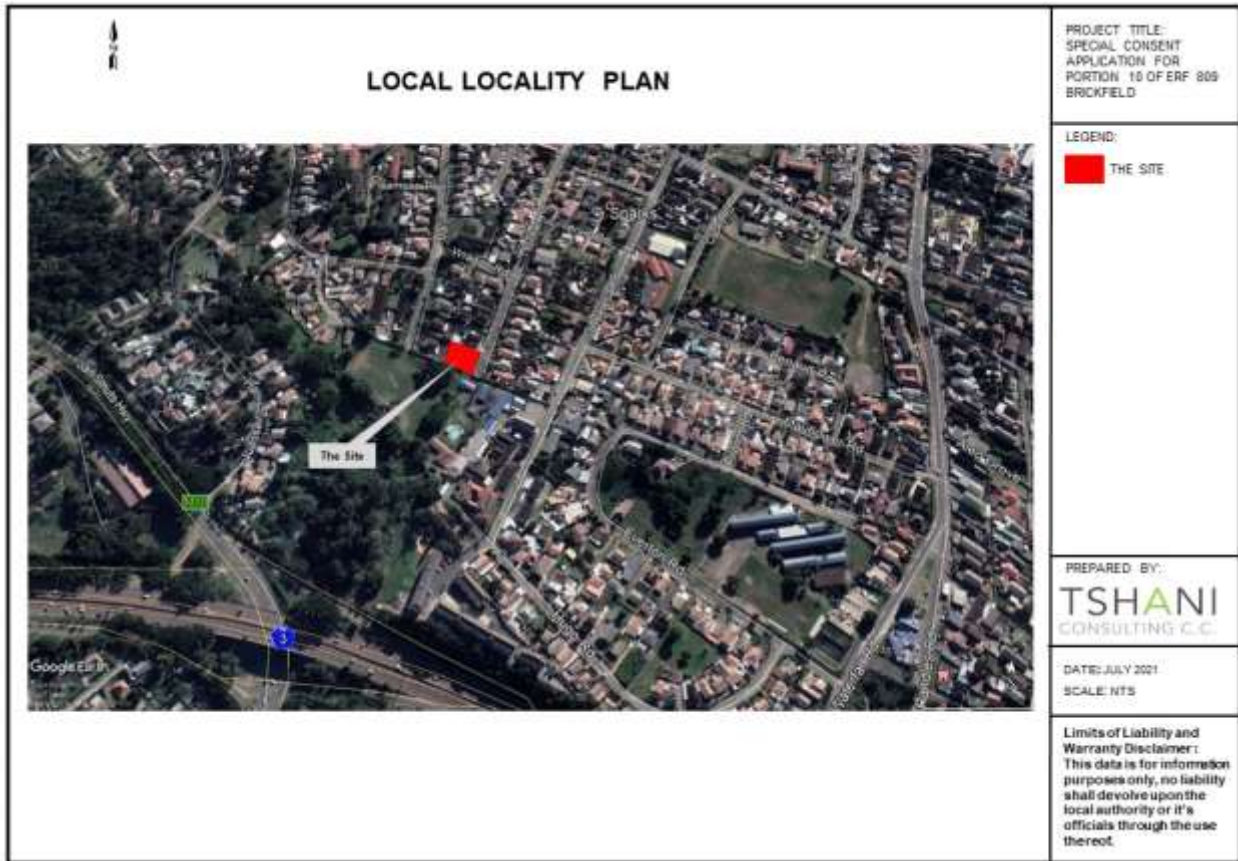 N
LOCAL LOCALITY PLAN
PROJECT TITLE:
SPECIAL CONSENT
APPLICATION FOR
PORTION 10 OF ERF 809
BRICKFIELD
LEGEND:
THE SITE
Sparks
The Site
3
Google Earth
PREPARED BY:
TSHANI
CONSULTING C.C.
DATE: JULY 2021
SCALE: NTS
Limits of Liability and
Warranty Disclaimer :
This data is for information
purposes only, no liability
shall devolve upon the
local authority or it's
officials through the use
thereof.